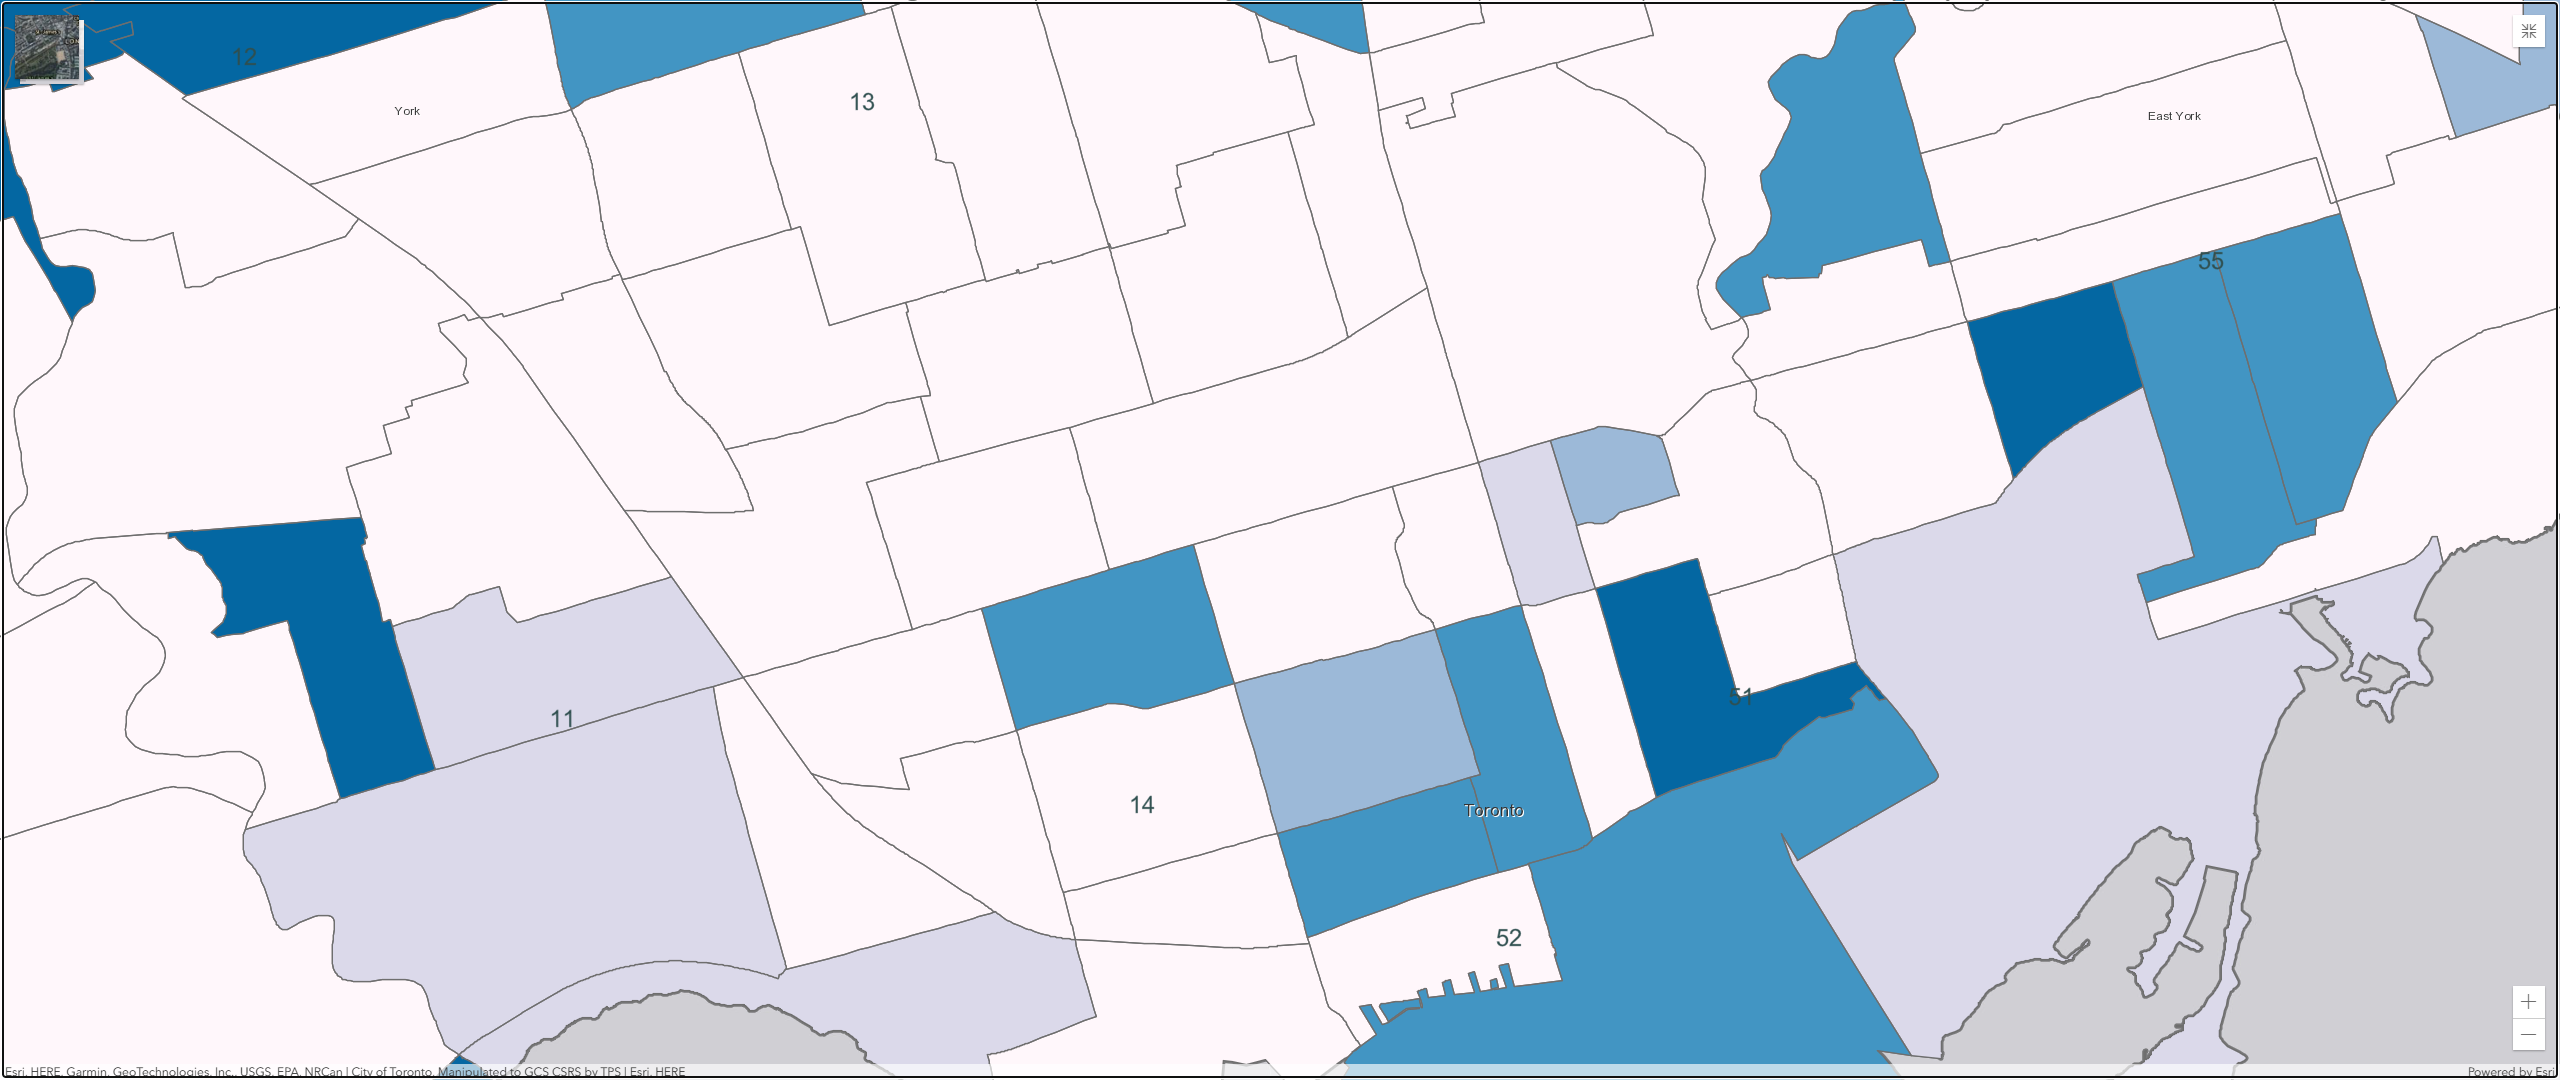 12
York
13
East York
55
11
51
14
Toronto
52
Esri, HERE, Garmin, GeoTechnologies, Inc., USGS, EPA, NRCan | City of Toronto, Manipulated to GCS CSRS by TPS | Esri, HERE
Powered by Esri